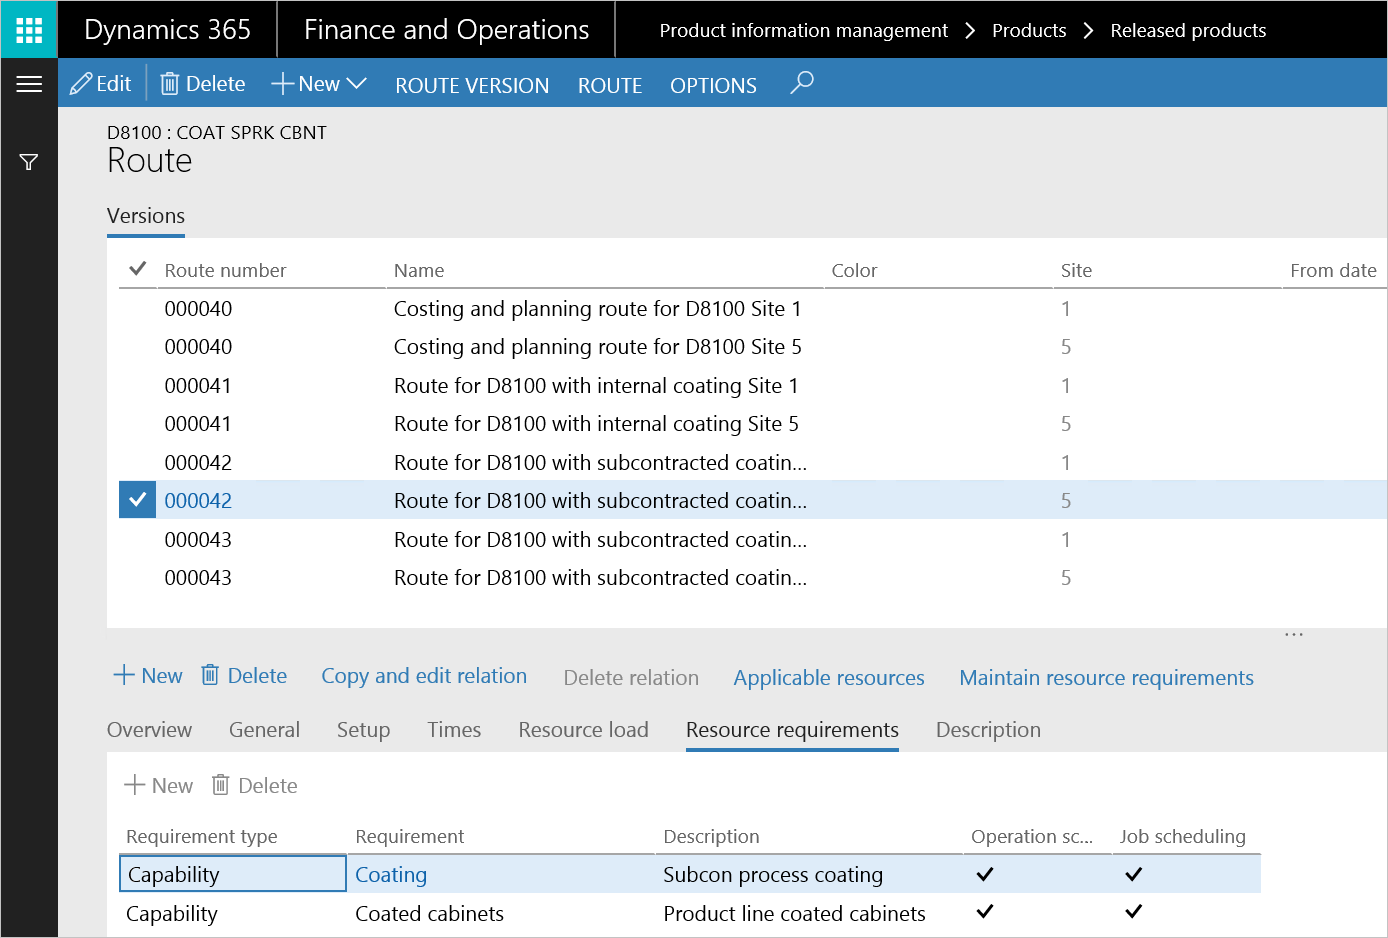 Dynamics 365 Finance and Operations Product information management > Products > Released products
Edit Delete New ROUTE VERSION ROUTE OPTIONS
D8100 : COAT SPRK CBNT
Route
Versions
Route number Name Color Site From date
000040 Costing and planning route for D8100 Site 1 1
000040 Costing and planning route for D8100 Site 5 5
000041 Route for D8100 with internal coating Site 1 1
000041 Route for D8100 with internal coating Site 5 5
000042 Route for D8100 with subcontracted coatin... 1
000042 Route for D8100 with subcontracted coatin... 5
000043 Route for D8100 with subcontracted coatin... 1
000043 Route for D8100 with subcontracted coatin... 5
...
New Delete Copy and edit relation Delete relation Applicable resources Maintain resource requirements
Overview General Setup Times Resource load Resource requirements Description
New Delete
Requirement type Requirement Description Operation sc... Job scheduling
Capability Coating Subcon process coating
Capability Coated cabinets Product line coated cabinets